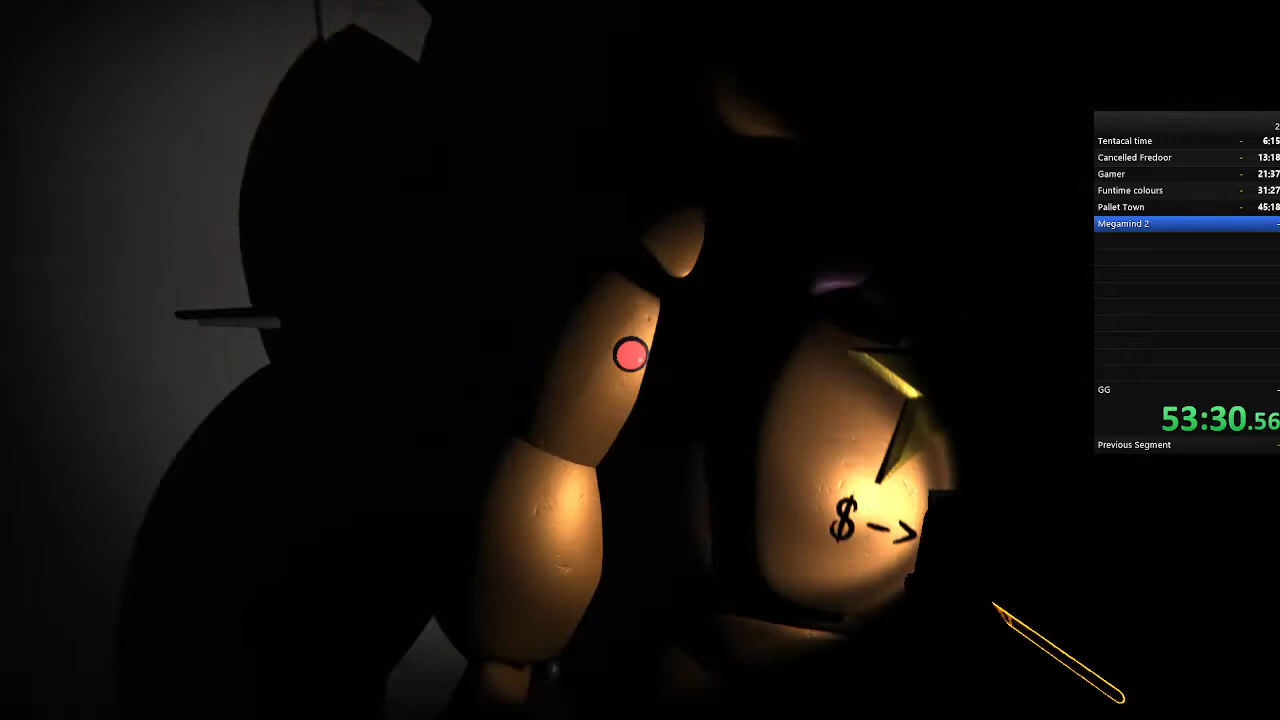 $ ->
2
Tentacal time - 6:15
Cancelled Fredoor - 13:18
Gamer - 21:37
Funtime colours - 31:27
Pallet Town - 45:18
Megamind 2 -
GG -
53:30.56
Previous Segment